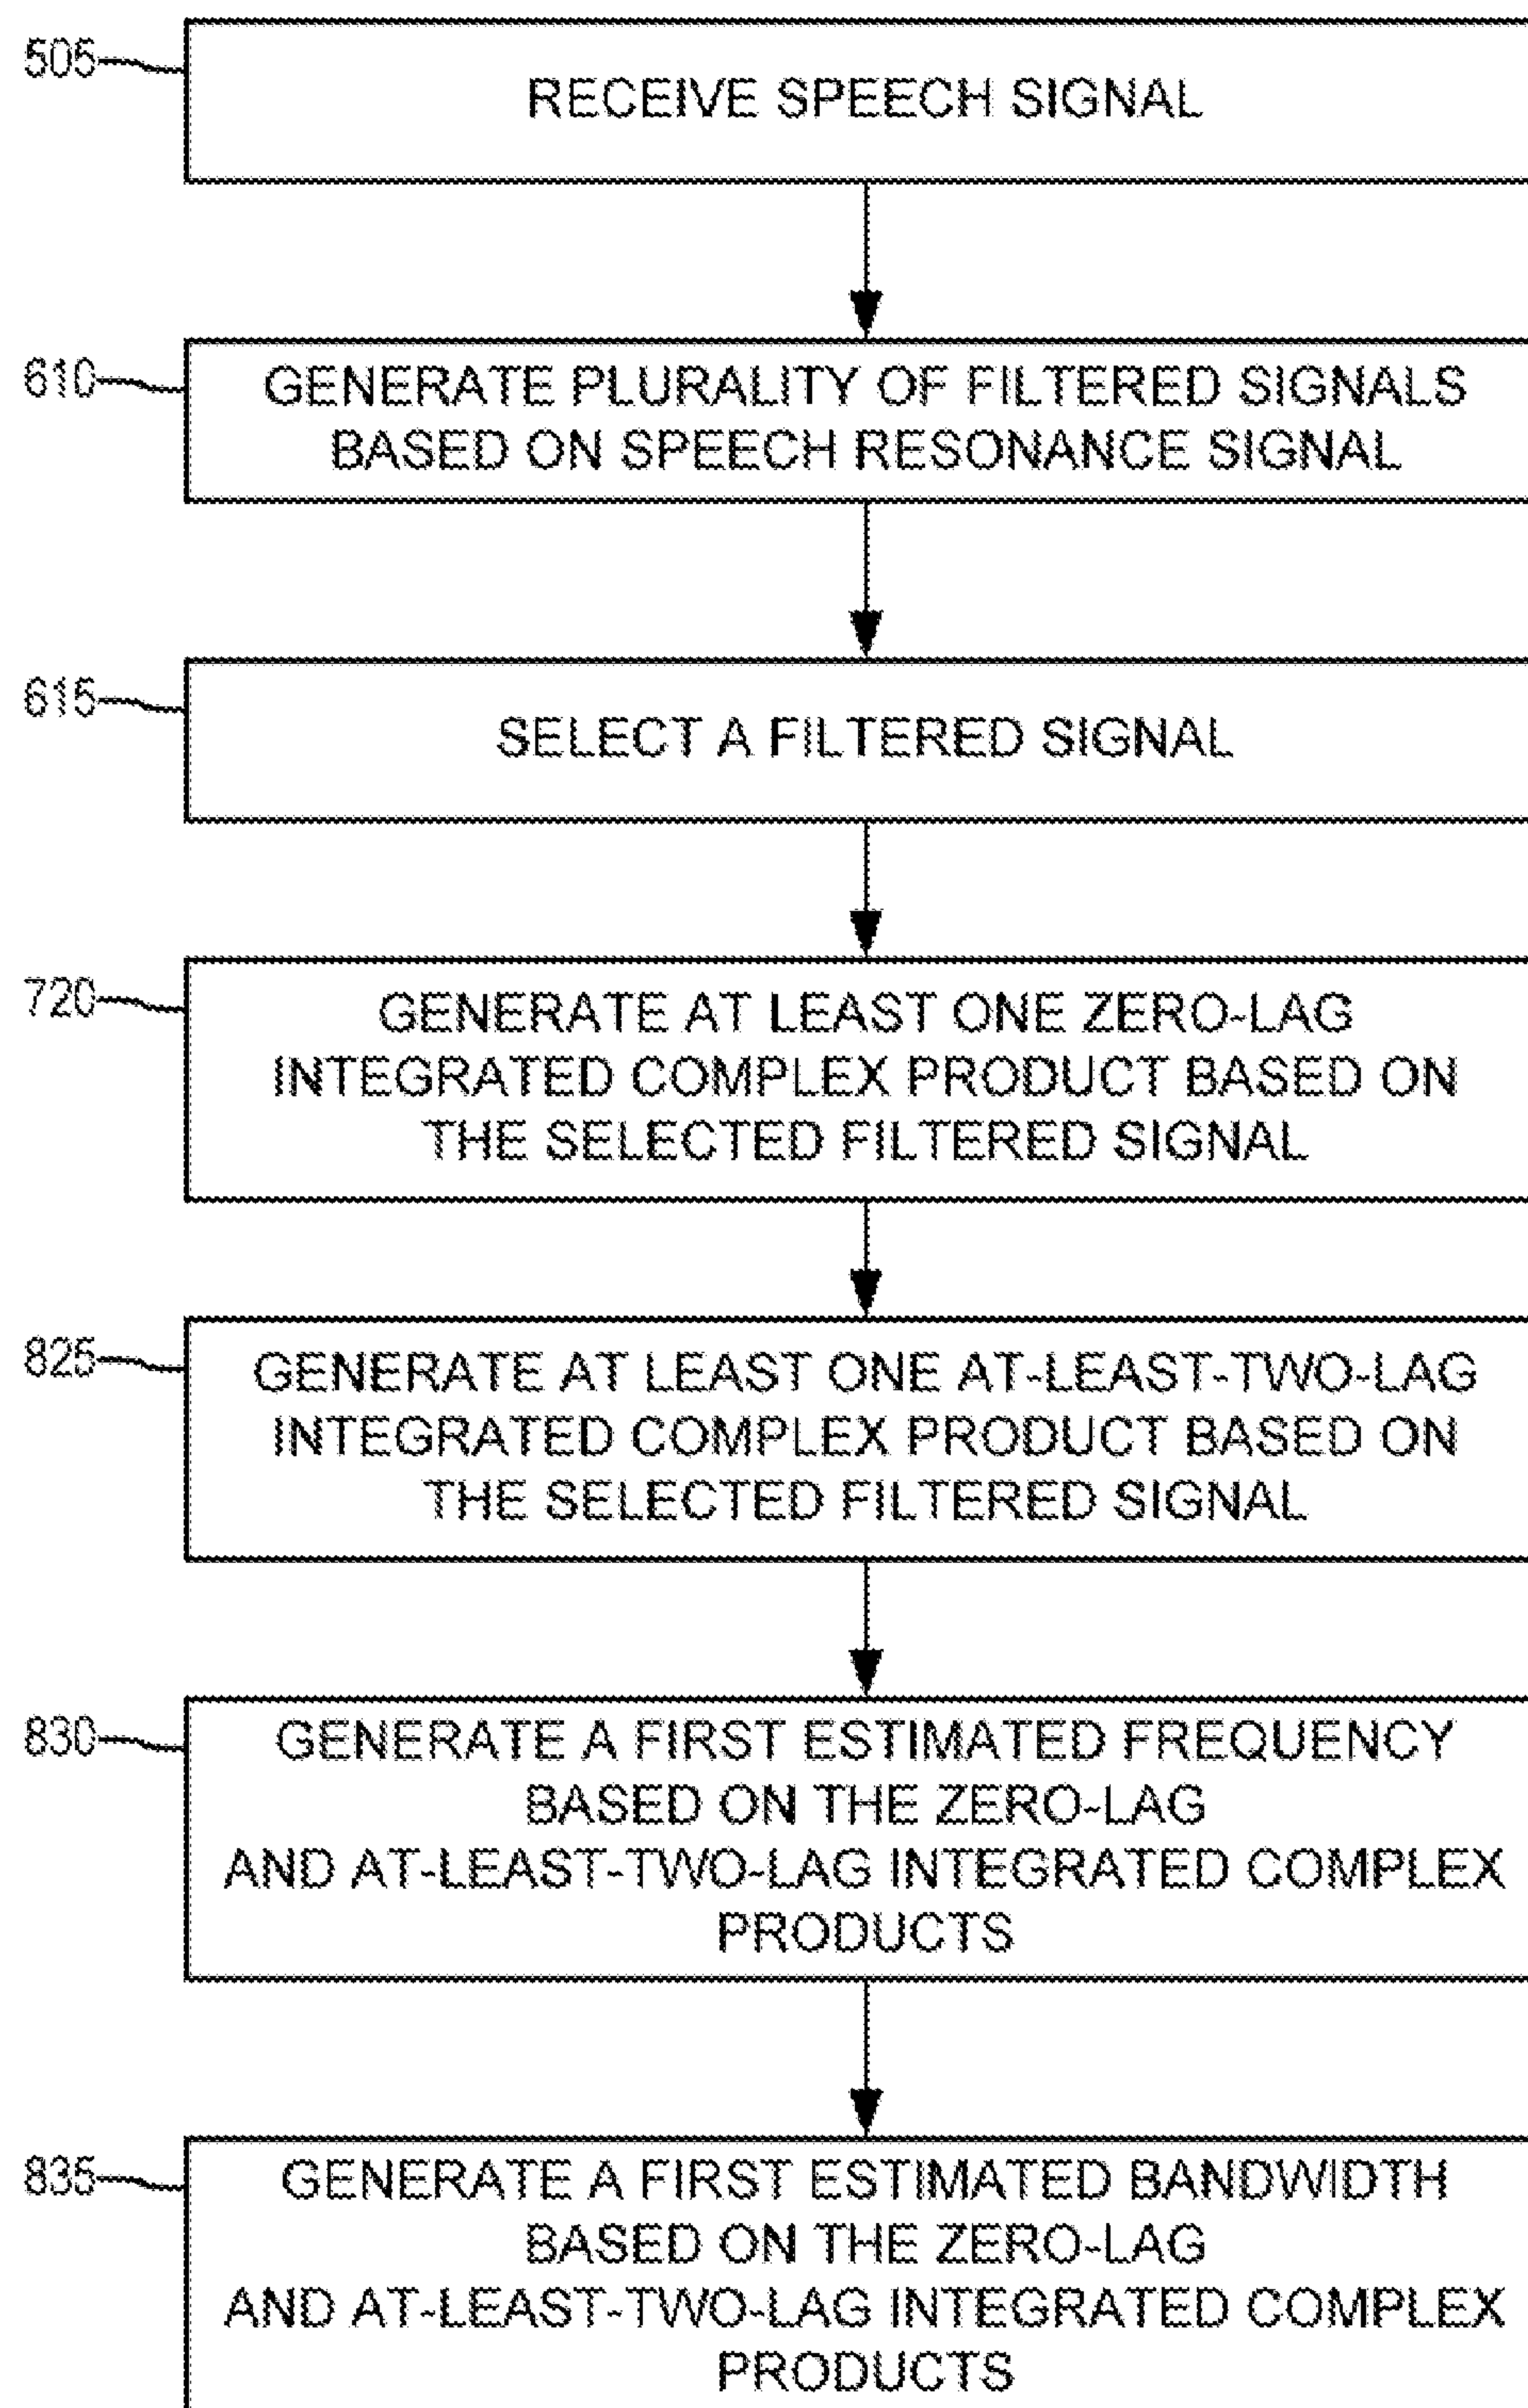 505
RECEIVE SPEECH SIGNAL
610
GENERATE PLURALITY OF FILTERED SIGNALS
BASED ON SPEECH RESONANCE SIGNAL
615
SELECT A FILTERED SIGNAL
720
GENERATE AT LEAST ONE ZERO-LAG
INTEGRATED COMPLEX PRODUCT BASED ON
THE SELECTED FILTERED SIGNAL
825
GENERATE AT LEAST ONE AT-LEAST-TWO-LAG
INTEGRATED COMPLEX PRODUCT BASED ON
THE SELECTED FILTERED SIGNAL
830
GENERATE A FIRST ESTIMATED FREQUENCY
BASED ON THE ZERO-LAG
AND AT-LEAST-TWO-LAG INTEGRATED COMPLEX
PRODUCTS
835
GENERATE A FIRST ESTIMATED BANDWIDTH
BASED ON THE ZERO-LAG
AND AT-LEAST-TWO-LAG INTEGRATED COMPLEX
PRODUCTS